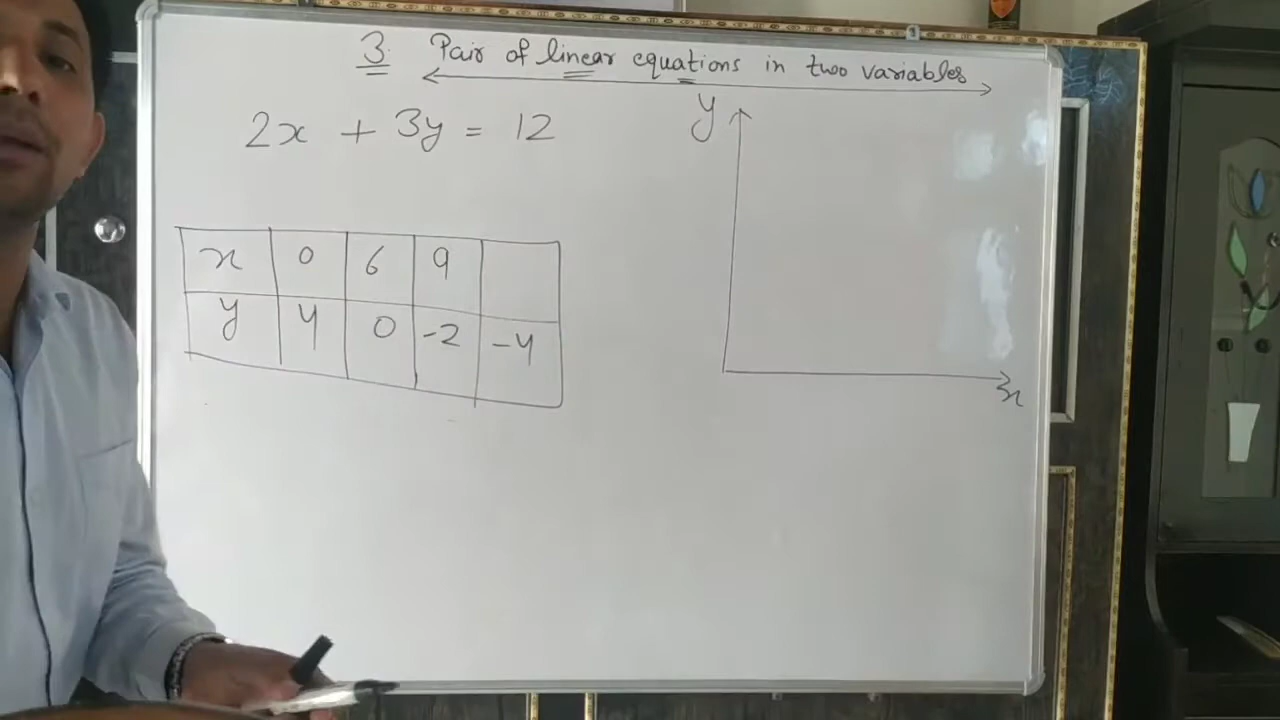 3. Pair of linear equations in two variables
2x + 3y = 12
y
x 0 6 9
y 4 0 -2 -4
x